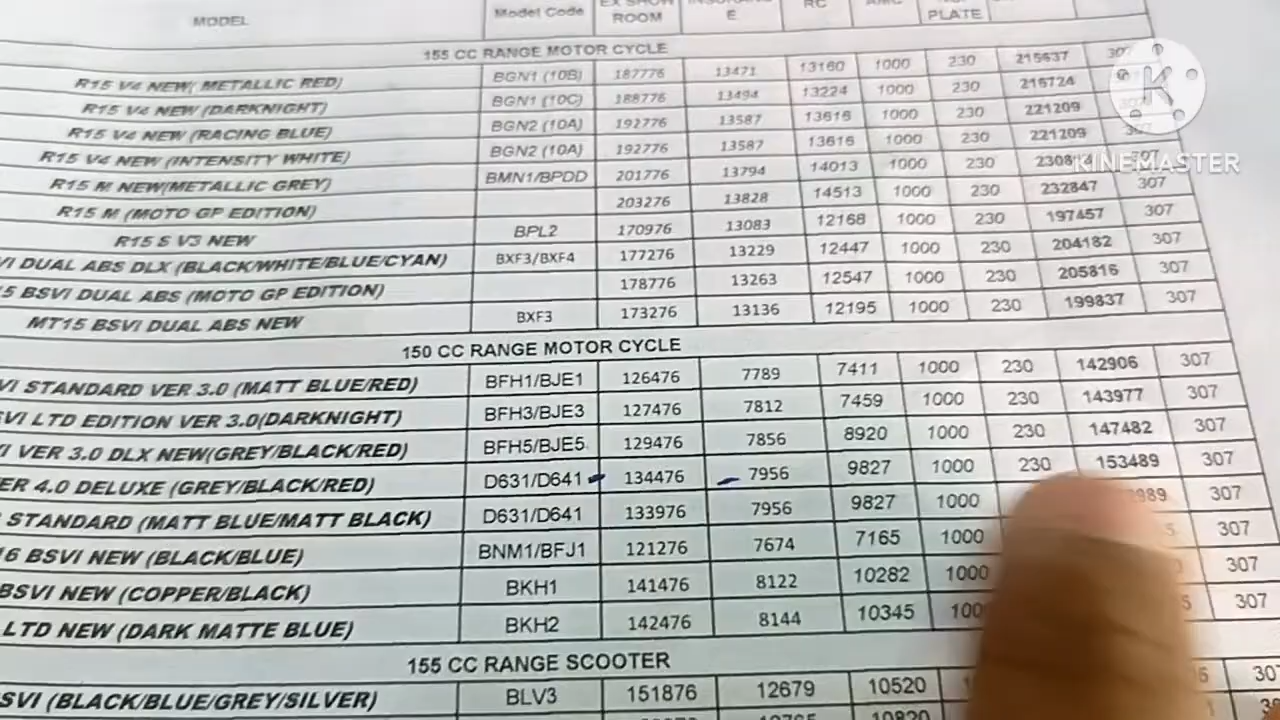 MODEL Model Code EX SHOW ROOM E RC AMC PLATE
155 CC RANGE MOTOR CYCLE
R15 V4 NEW( METALLIC RED) BGN1 (10B) 187776 13471 13160 1000 230 215637 307
R15 V4 NEW (DARKNIGHT) BGN1 (10C) 188776 13494 13224 1000 230 216724
R15 V4 NEW (RACING BLUE) BGN2 (10A) 192776 13587 13616 1000 230 221209
R15 V4 NEW (INTENSITY WHITE) BGN2 (10A) 192776 13587 13616 1000 230 221209
R15 M NEW(METALLIC GREY) BMN1/BPDD 201776 13794 14013 1000 230
R15 M (MOTO GP EDITION) 203276 13828 14513 1000 230 232847 307
R15 S V3 NEW BPL2 170976 13083 12168 1000 230 197457 307
VI DUAL ABS DLX (BLACK/WHITE/BLUE/CYAN) BXF3/BXF4 177276 13229 12447 1000 230 204182 307
5 BSVI DUAL ABS (MOTO GP EDITION) 178776 13263 12547 1000 230 205816 307
MT15 BSVI DUAL ABS NEW BXF3 173276 13136 12195 1000 230 199837 307
150 CC RANGE MOTOR CYCLE
VI STANDARD VER 3.0 (MATT BLUE/RED) BFH1/BJE1 126476 7789 7411 1000 230 142906 307
VI LTD EDITION VER 3.0(DARKNIGHT) BFH3/BJE3 127476 7812 7459 1000 230 143977 307
VI VER 3.0 DLX NEW(GREY/BLACK/RED) BFH5/BJE5 129476 7856 8920 1000 230 147482 307
ER 4.0 DELUXE (GREY/BLACK/RED) D631/D641 134476 7956 9827 1000 230 153489 307
STANDARD (MATT BLUE/MATT BLACK) D631/D641 133976 7956 9827 1000 989 307
6 BSVI NEW (BLACK/BLUE) BNM1/BFJ1 121276 7674 7165 1000 307
BSVI NEW (COPPER/BLACK) BKH1 141476 8122 10282 1000 307
LTD NEW (DARK MATTE BLUE) BKH2 142476 8144 10345 100 5 307
155 CC RANGE SCOOTER
SVI (BLACK/BLUE/GREY/SILVER) BLV3 151876 12679 10520 30
K
KINEMASTER